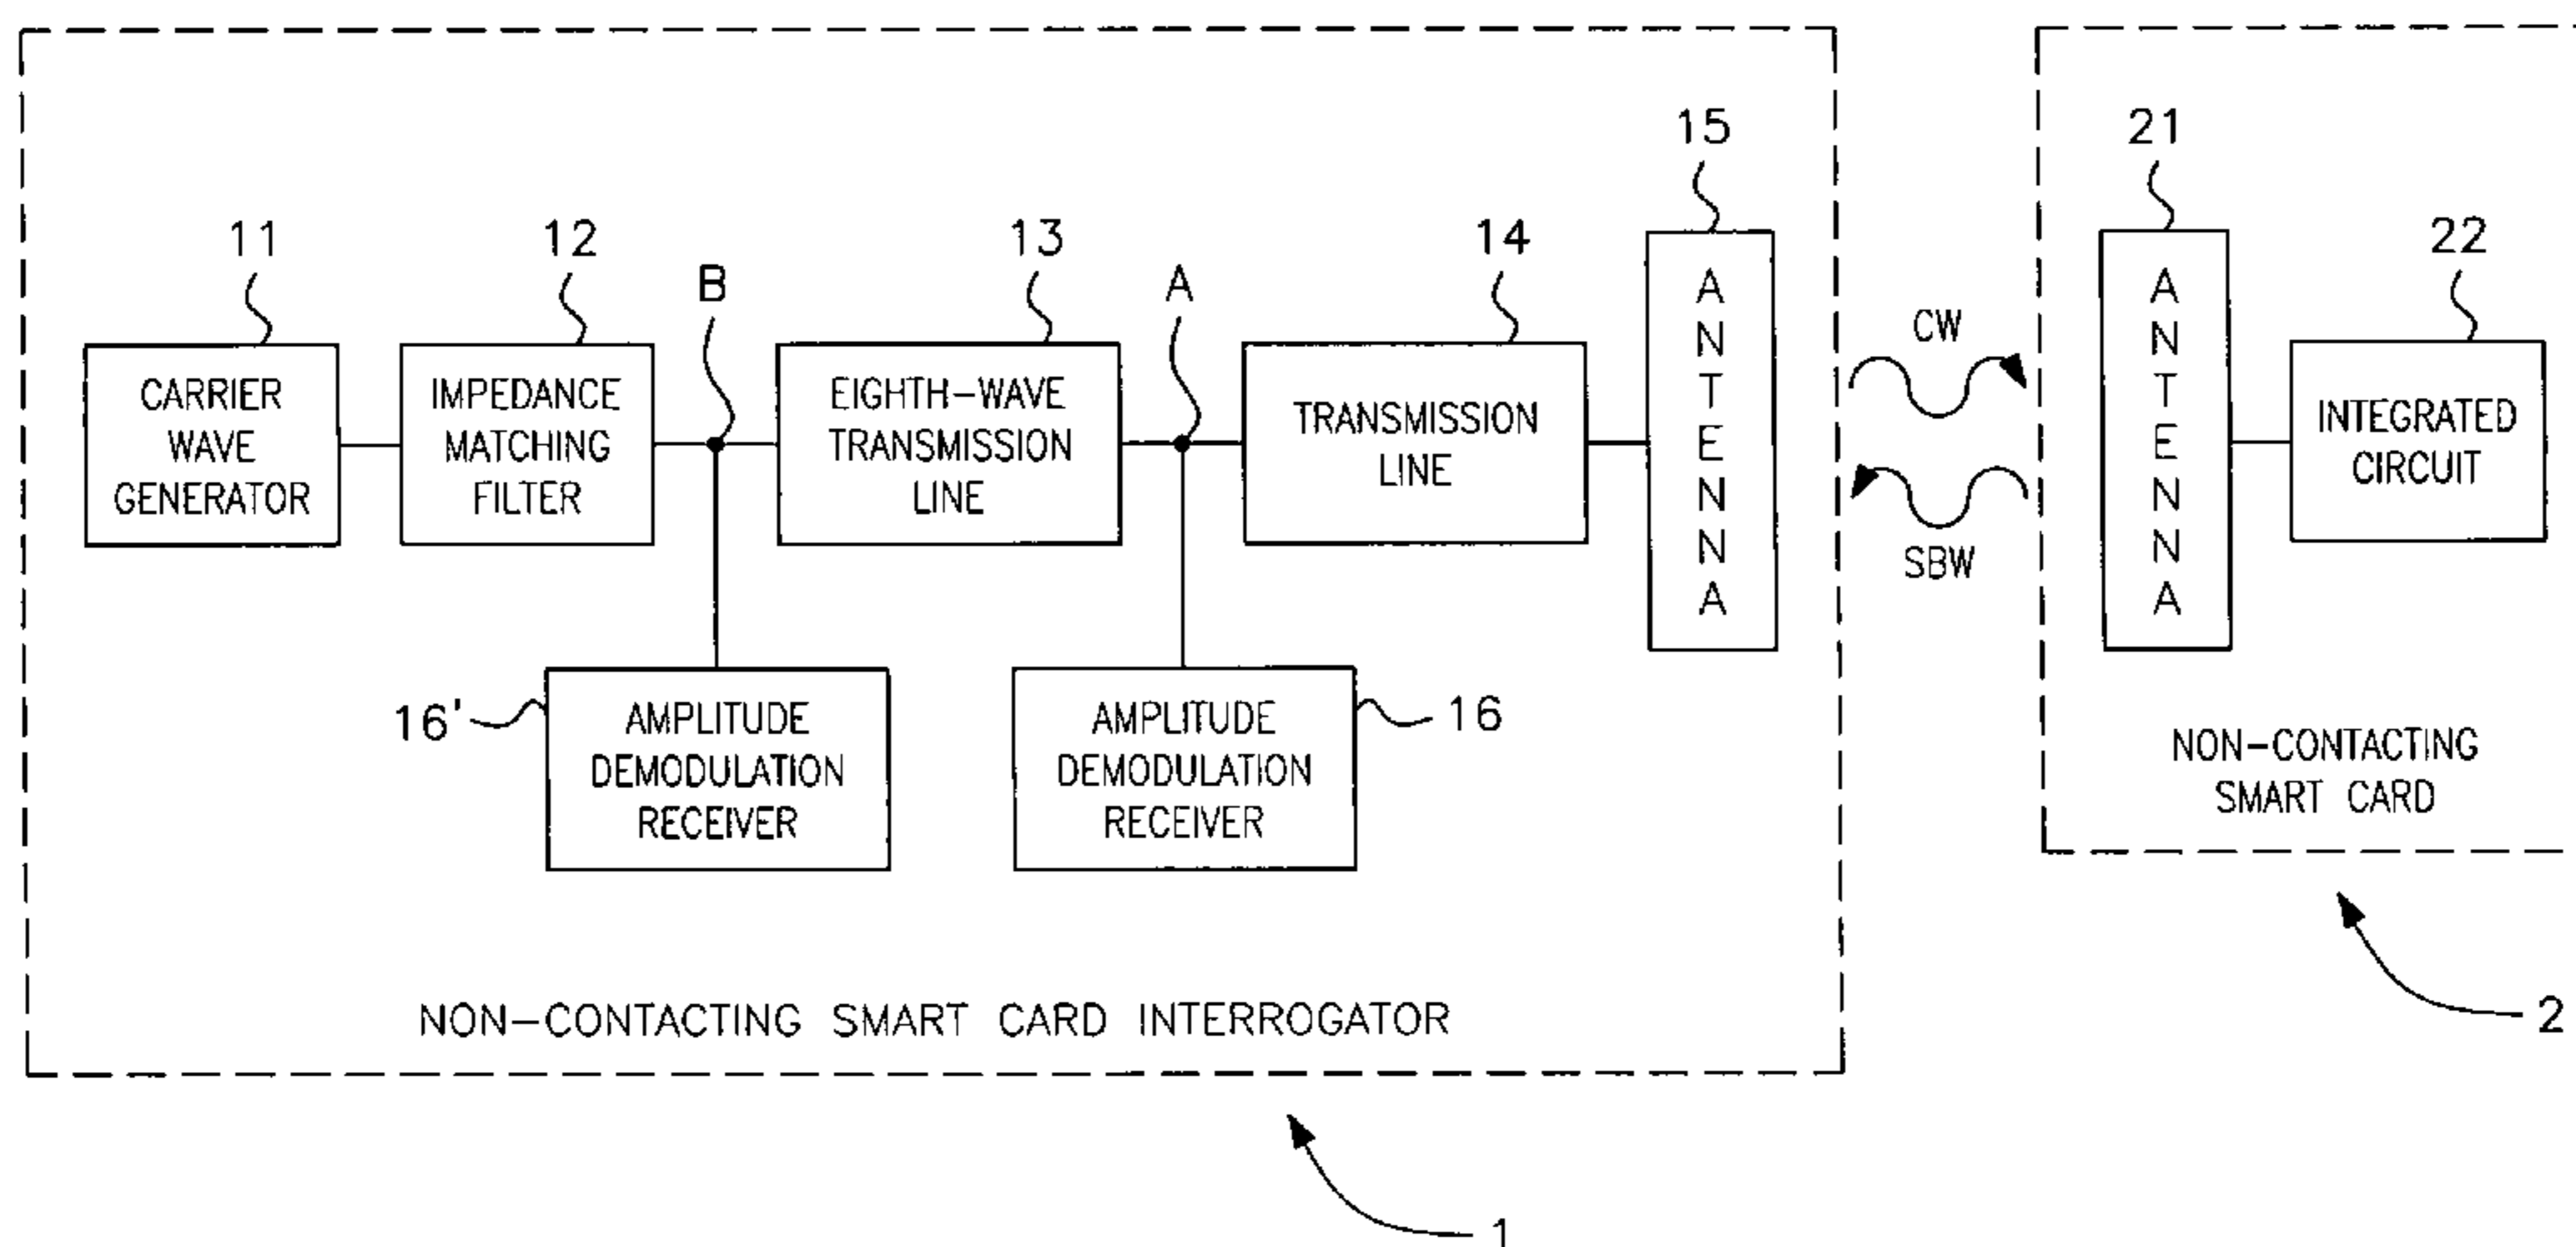 15
21
11
12
B
13
A
14
22
CW
SBW
CARRIER
WAVE
GENERATOR
IMPEDANCE
MATCHING
FILTER
EIGHTH-WAVE
TRANSMISSION
LINE
TRANSMISSION
LINE
ANTENNA
ANTENNA
INTEGRATED
CIRCUIT
16'
AMPLITUDE
DEMODULATION
RECEIVER
AMPLITUDE
DEMODULATION
RECEIVER
16
NON-CONTACTING
SMART CARD
NON-CONTACTING SMART CARD INTERROGATOR
2
1